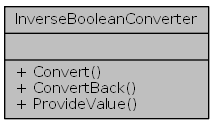 InverseBooleanConverter
+ Convert()
+ ConvertBack()
+ ProvideValue()